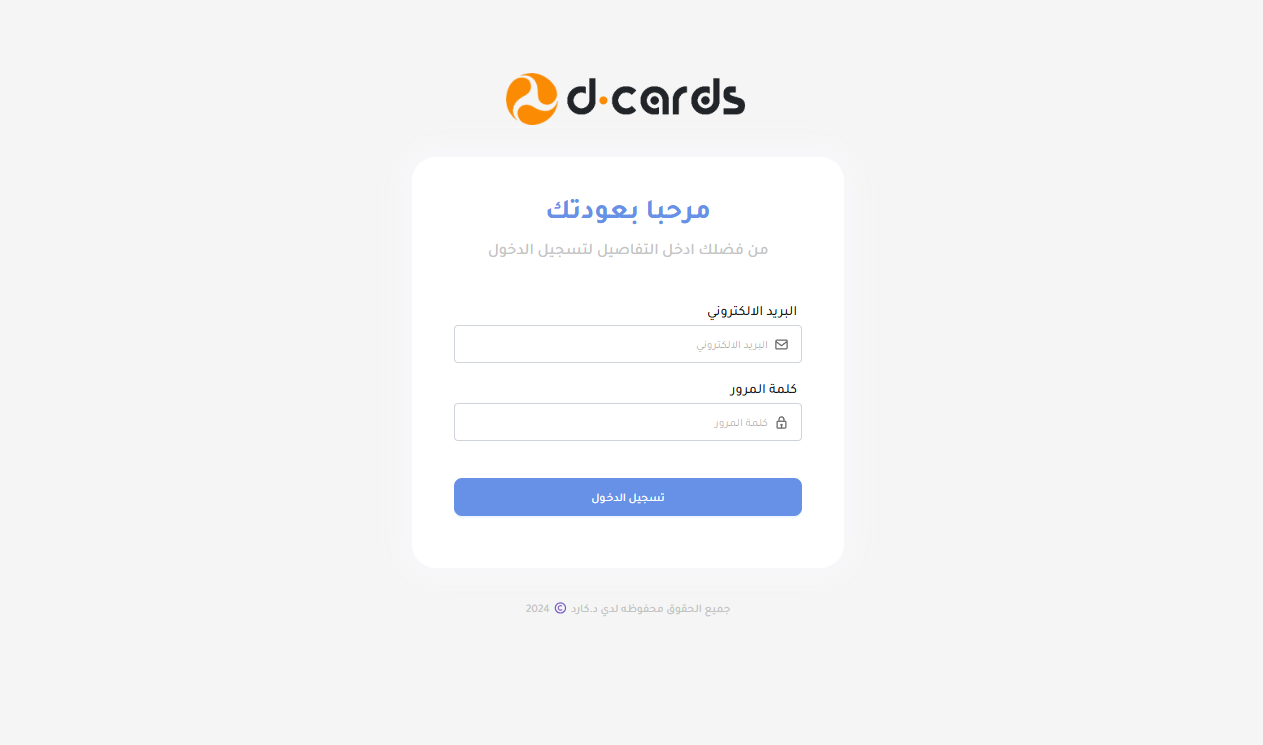 d·cards
مرحبا بعودتك
من فضلك ادخل التفاصيل لتسجيل الدخول
البريد الالكتروني
البريد الالكتروني
كلمة المرور
كلمة المرور
تسجيل الدخول
جميع الحقوق محفوظه لدي د.كارد © 2024